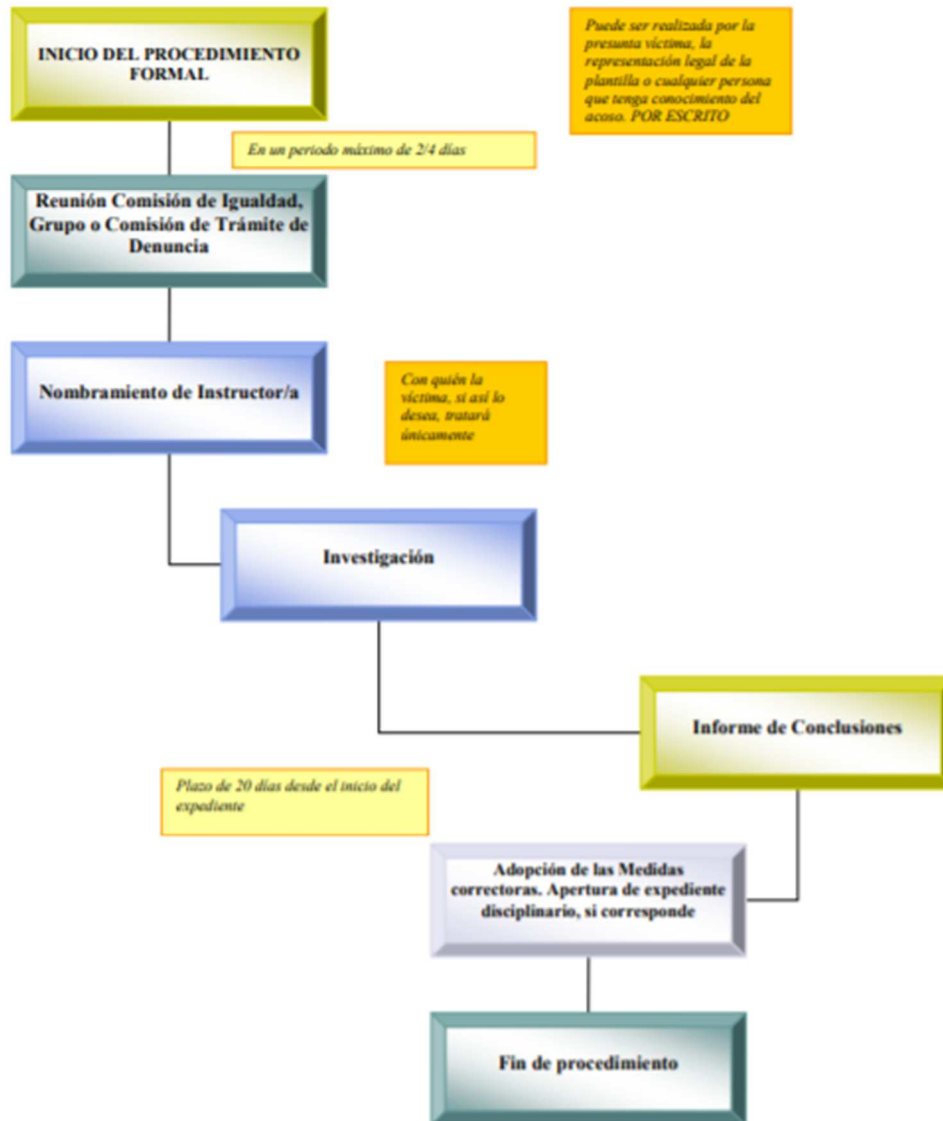 INICIO DEL PROCEDIMIENTO
FORMAL
Puede ser realizada por la
presunta víctima, la
representación legal de la
plantilla o cualquier persona
que tenga conocimiento del
acoso. POR ESCRITO
En un periodo máximo de 2/4 días
Reunión Comisión de Igualdad,
Grupo o Comisión de Trámite de
Denuncia
Nombramiento de Instructor/a
Con quién la
víctima, si así lo
desea, tratará
únicamente
Investigación
Informe de Conclusiones
Plazo de 20 días desde el inicio del
expediente
Adopción de las Medidas
correctoras. Apertura de expediente
disciplinario, si corresponde
Fin de procedimiento